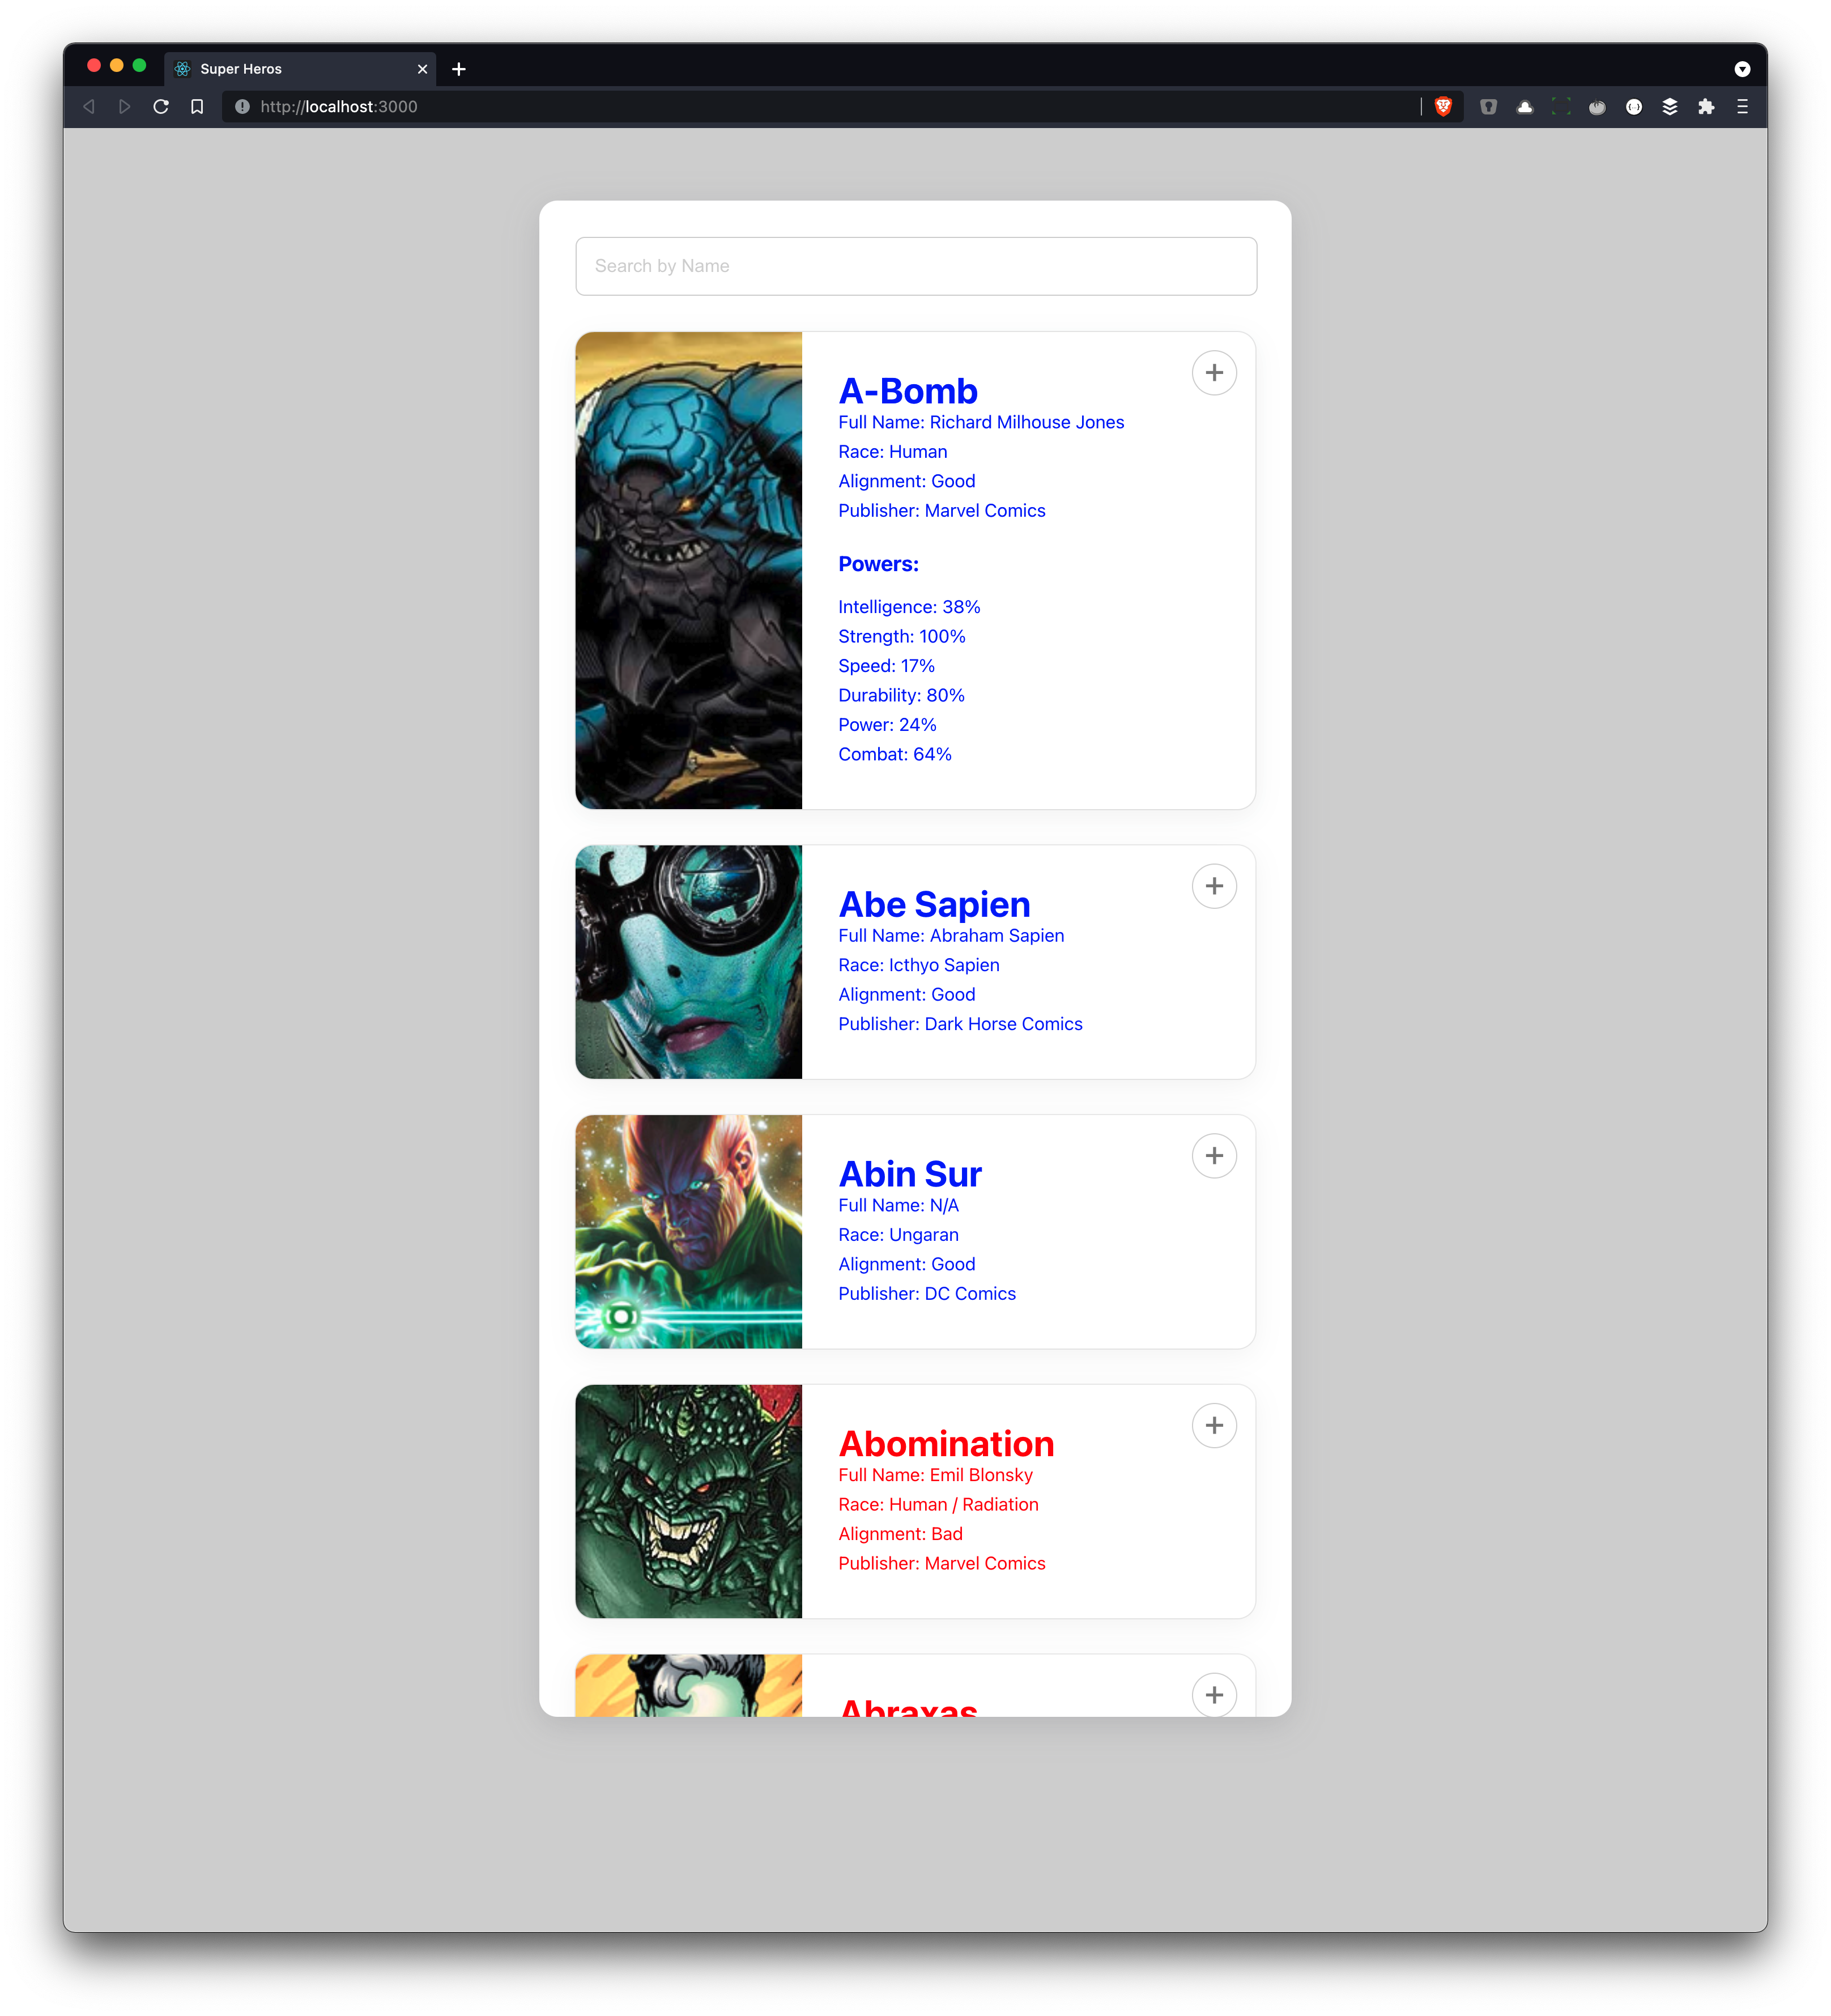 Super Heros
http://localhost:3000
Search by Name
A-Bomb
Full Name: Richard Milhouse Jones
Race: Human
Alignment: Good
Publisher: Marvel Comics
Powers:
Intelligence: 38%
Strength: 100%
Speed: 17%
Durability: 80%
Power: 24%
Combat: 64%
Abe Sapien
Full Name: Abraham Sapien
Race: Icthyo Sapien
Alignment: Good
Publisher: Dark Horse Comics
Abin Sur
Full Name: N/A
Race: Ungaran
Alignment: Good
Publisher: DC Comics
Abomination
Full Name: Emil Blonsky
Race: Human / Radiation
Alignment: Bad
Publisher: Marvel Comics
Abraxas